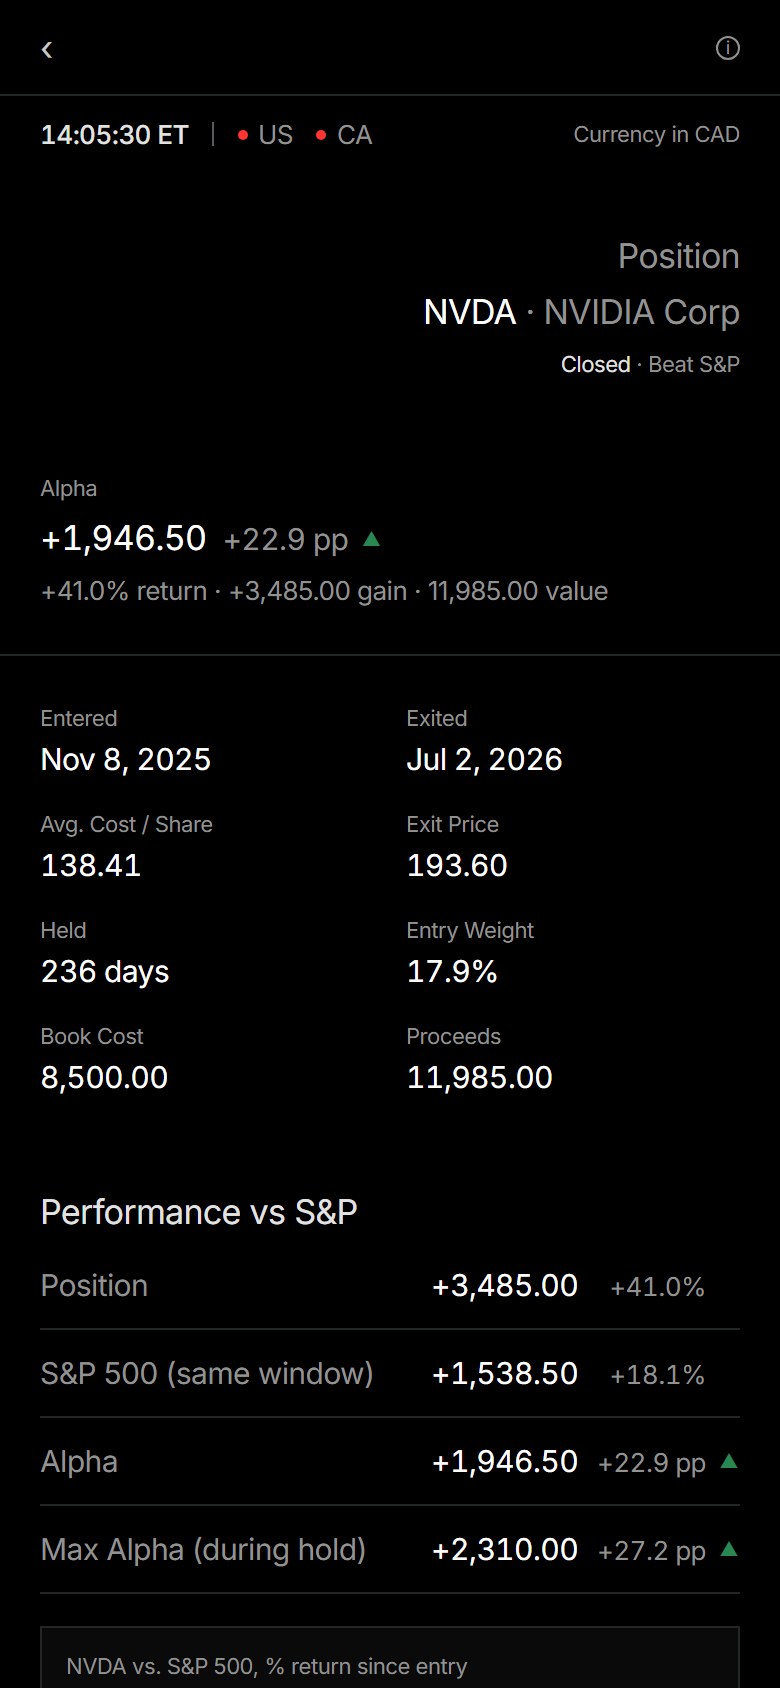 ‹ ⓘ
14:05:30 ET | • US • CA Currency in CAD
Position
NVDA · NVIDIA Corp
Closed · Beat S&P
Alpha
+1,946.50 +22.9 pp ▲
+41.0% return · +3,485.00 gain · 11,985.00 value
Entered Exited
Nov 8, 2025 Jul 2, 2026
Avg. Cost / Share Exit Price
138.41 193.60
Held Entry Weight
236 days 17.9%
Book Cost Proceeds
8,500.00 11,985.00
Performance vs S&P
Position +3,485.00 +41.0%
S&P 500 (same window) +1,538.50 +18.1%
Alpha +1,946.50 +22.9 pp ▲
Max Alpha (during hold) +2,310.00 +27.2 pp ▲
NVDA vs. S&P 500, % return since entry